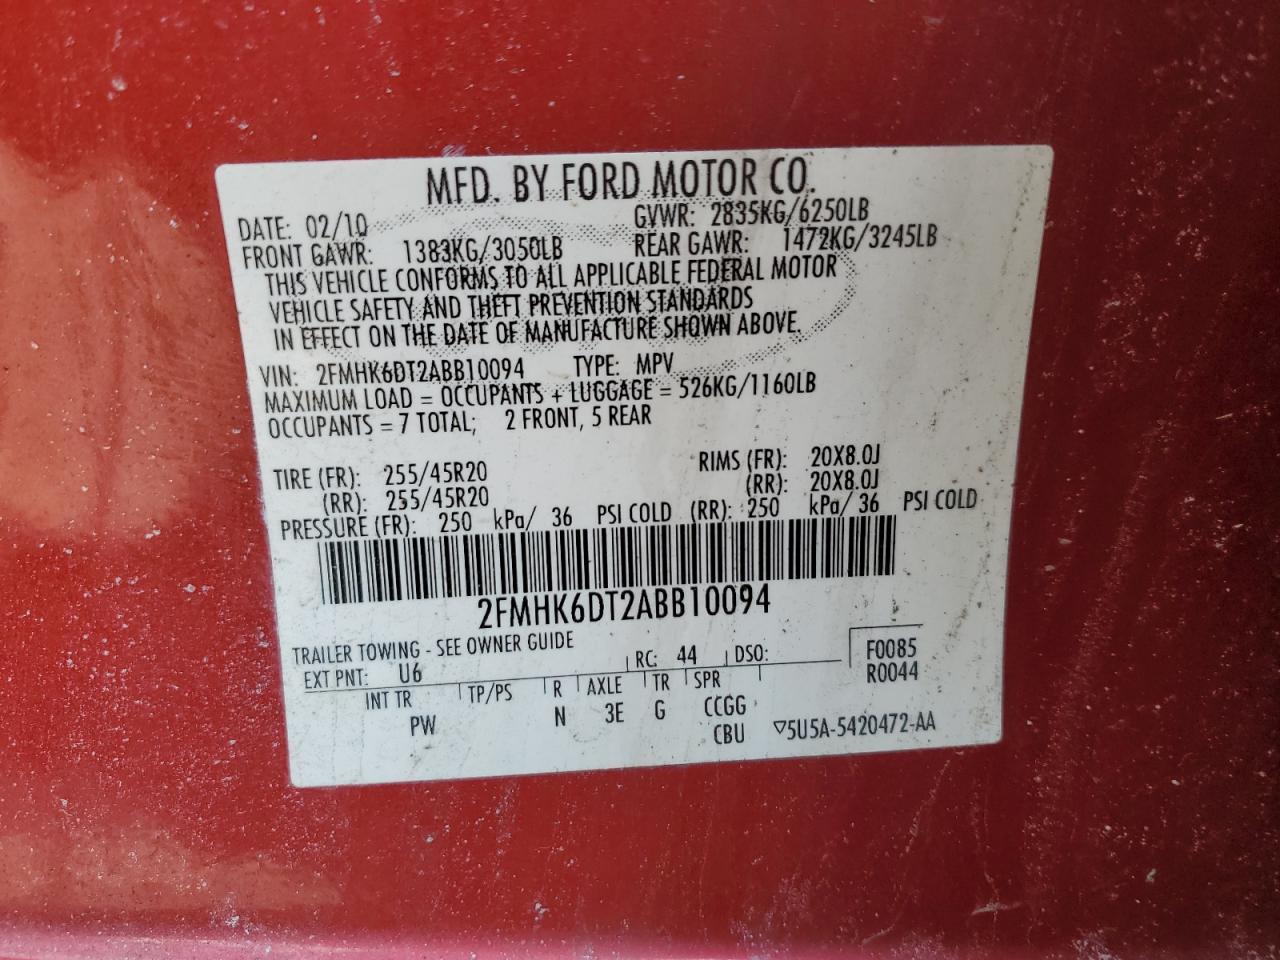 MFD. BY FORD MOTOR CO.
DATE: 02/10 GVWR: 2835KG/6250LB
FRONT GAWR: 1383KG/3050LB REAR GAWR: 1472KG/3245LB
THIS VEHICLE CONFORMS TO ALL APPLICABLE FEDERAL MOTOR
VEHICLE SAFETY AND THEFT PREVENTION STANDARDS
IN EFFECT ON THE DATE OF MANUFACTURE SHOWN ABOVE.
VIN: 2FMHK6DT2ABB10094 TYPE: MPV
MAXIMUM LOAD = OCCUPANTS + LUGGAGE = 526KG/1160LB
OCCUPANTS = 7 TOTAL; 2 FRONT, 5 REAR
TIRE (FR): 255/45R20 RIMS (FR): 20X8.0J
(RR): 255/45R20 (RR): 20X8.0J
PRESSURE (FR): 250 kPa/ 36 PSI COLD (RR): 250 kPa/ 36 PSI COLD
2FMHK6DT2ABB10094
TRAILER TOWING - SEE OWNER GUIDE
EXT PNT: U6 RC: 44 DSO: F0085
R0044
INT TR TP/PS R AXLE TR SPR
PW N 3E G CCGG
CBU ▽5U5A-5420472-AA